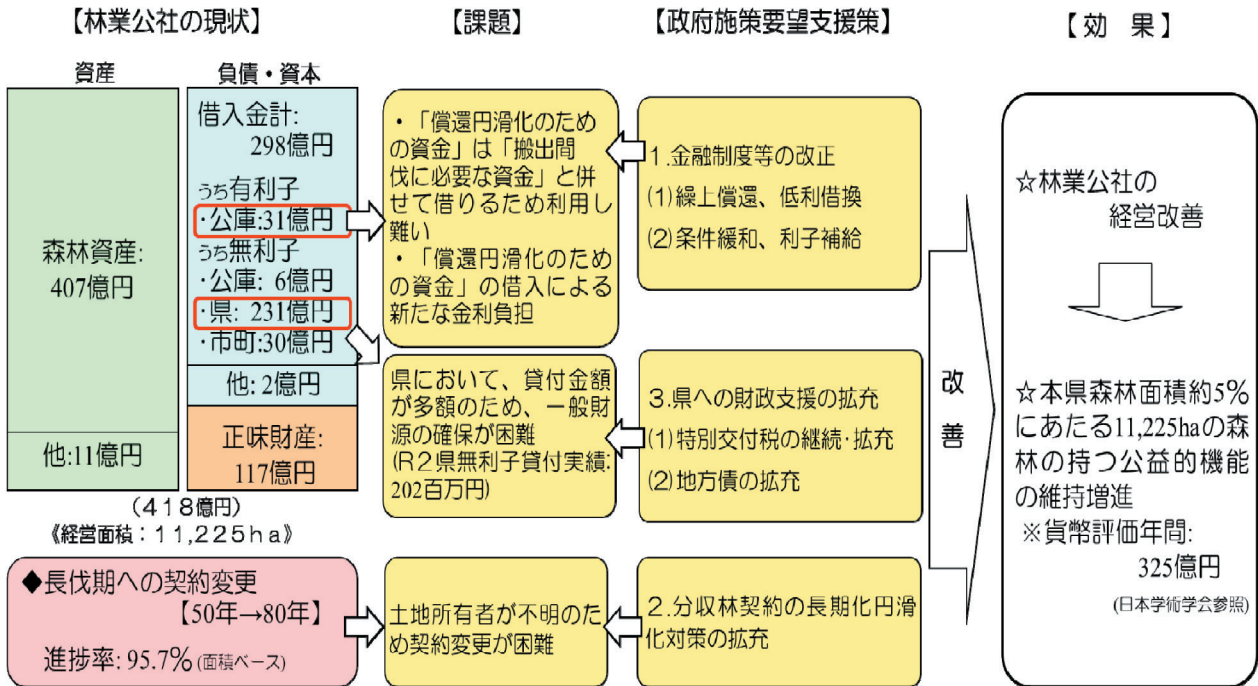 【林業公社の現状】
資産
負債・資本
森林資産:
407億円
他:11億円
借入金計:
298億円
うち有利子
・公庫:31億円
うち無利子
・公庫: 6億円
・県: 231億円
・市町:30億円
他: 2億円
正味財産:
117億円
(418億円)
《経営面積:11,225ha》
◆長伐期への契約変更
【50年→80年】
進捗率: 95.7% (面積ベース)
【課題】
・「償還円滑化のため
の資金」は「搬出間
伐に必要な資金」と併
せて借りるため利用し
難い
・「償還円滑化のため
の資金」の借入による
新たな金利負担
県において、貸付金額
が多額のため、一般財
源の確保が困難
(R2県無利子貸付実績:
202百万円)
土地所有者が不明のた
め契約変更が困難
【政府施策要望支援策】
1.金融制度等の改正
(1)繰上償還、低利借換
(2)条件緩和、利子補給
3.県への財政支援の拡充
(1)特別交付税の継続・拡充
(2)地方債の拡充
2.分収林契約の長期化円滑
化対策の拡充
改
善
【効 果】
☆林業公社の
経営改善
☆本県森林面積約5%
にあたる11,225haの森
林の持つ公益的機能
の維持増進
※貨幣評価年間:
325億円
(日本学術学会参照)